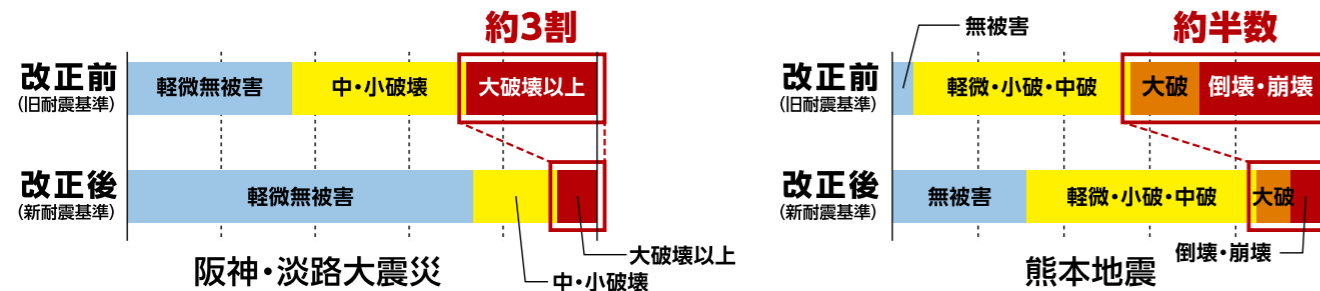 約3割
改正前
(旧耐震基準)
軽微無被害
中・小破壊
大破壊以上
改正後
(新耐震基準)
軽微無被害
大破壊以上
中・小破壊
阪神・淡路大震災
約半数
無被害
改正前
(旧耐震基準)
軽微・小破・中破
大破
倒壊・崩壊
改正後
(新耐震基準)
無被害
軽微・小破・中破
大破
倒壊・崩壊
熊本地震